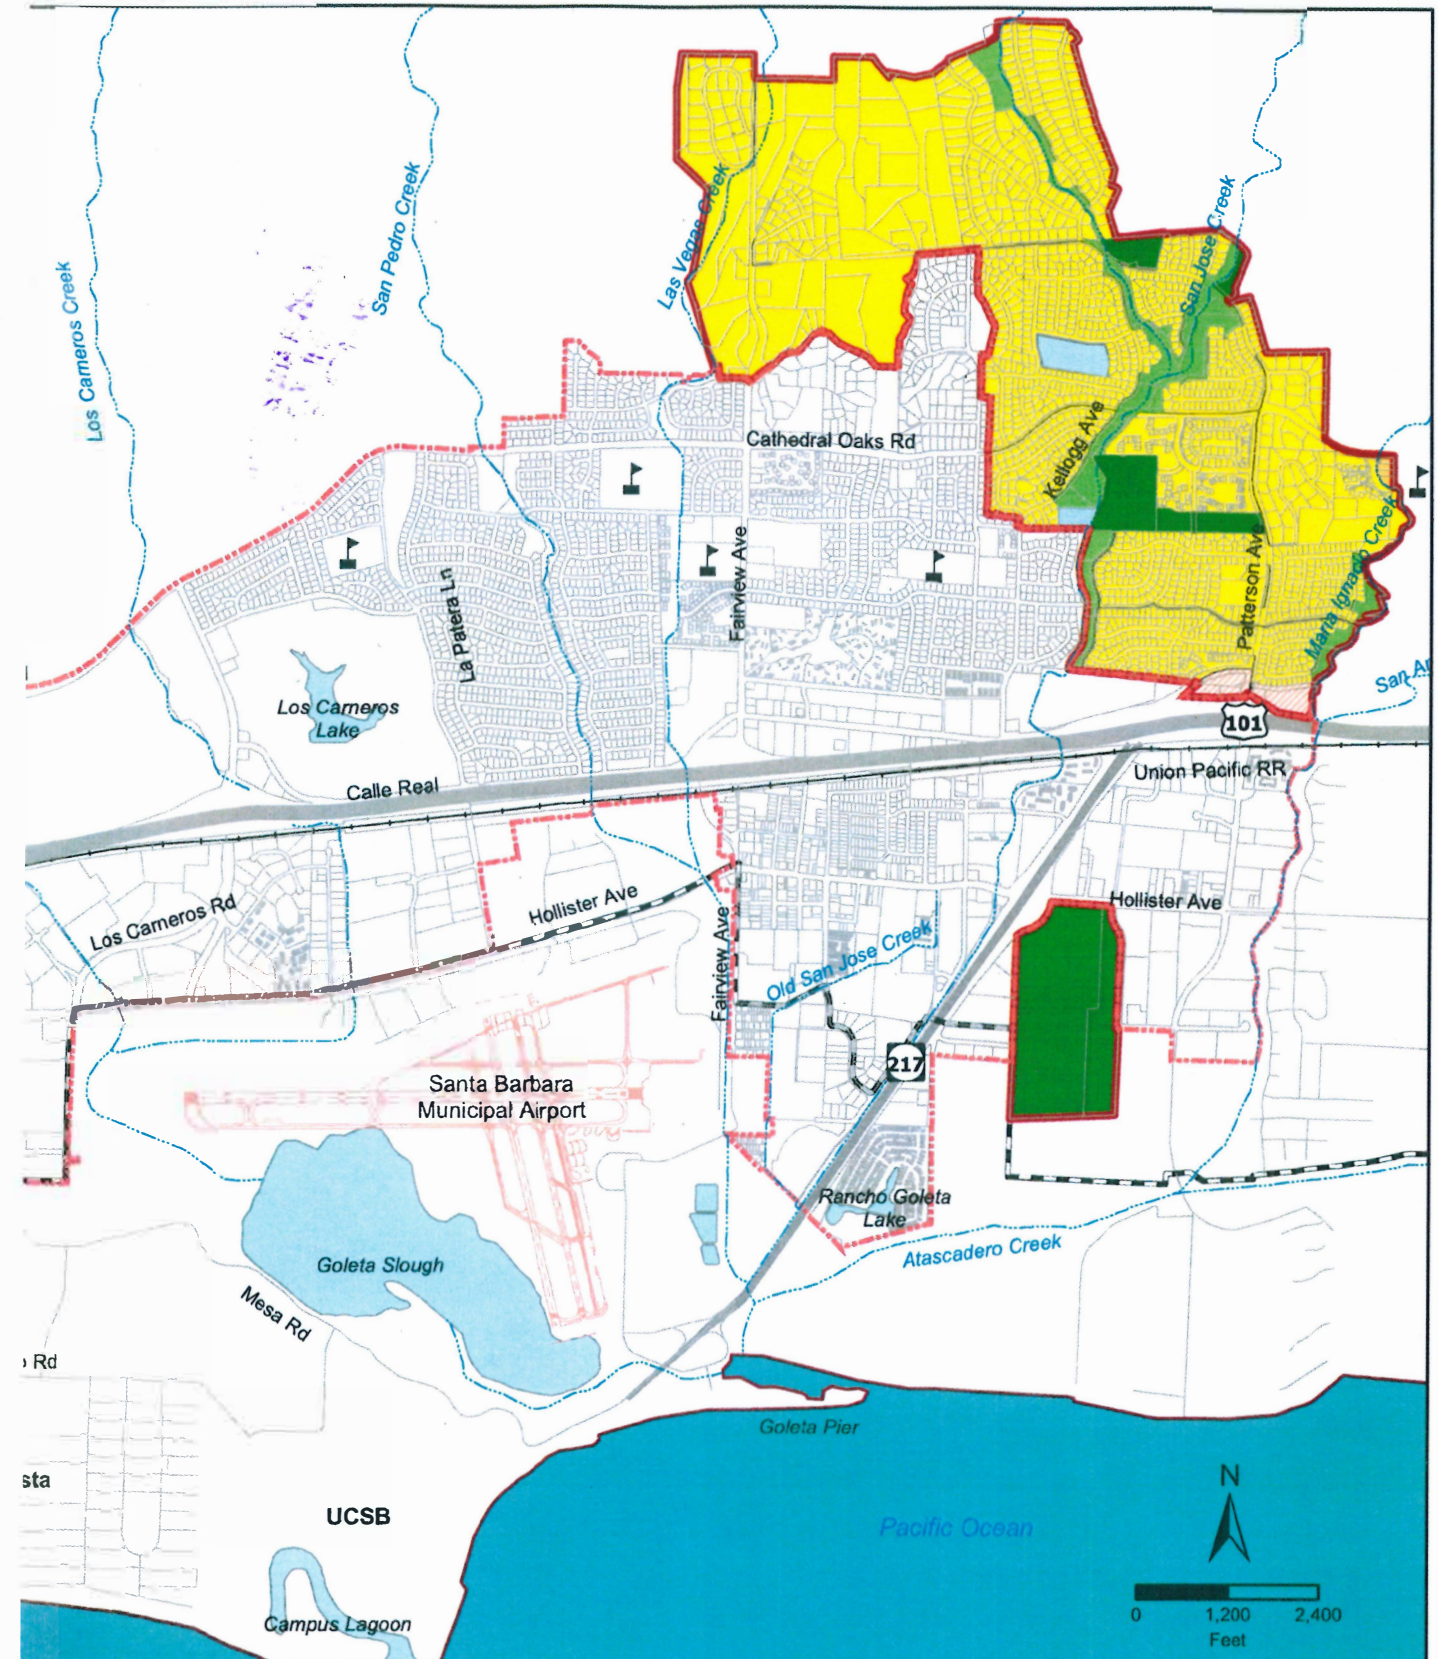 San Pedro Creek
Las Vegas Creek
San Jose Creek
Los Carneros Creek
Cathedral Oaks Rd
Kellogg Ave
Fairview Ave
La Patera Ln
Patterson Ave
Maria Ignacio Creek
Los Carneros
Lake
101
Union Pacific RR
Calle Real
Hollister Ave
Hollister Ave
Los Carneros Rd
Fairview Ave
Old San Jose Creek
217
Santa Barbara
Municipal Airport
Rancho Goleta
Lake
Atascadero Creek
Goleta Slough
Mesa Rd
Rd
Goleta Pier
sta
UCSB
Pacific Ocean
N
Campus Lagoon
0 1,200 2,400
Feet